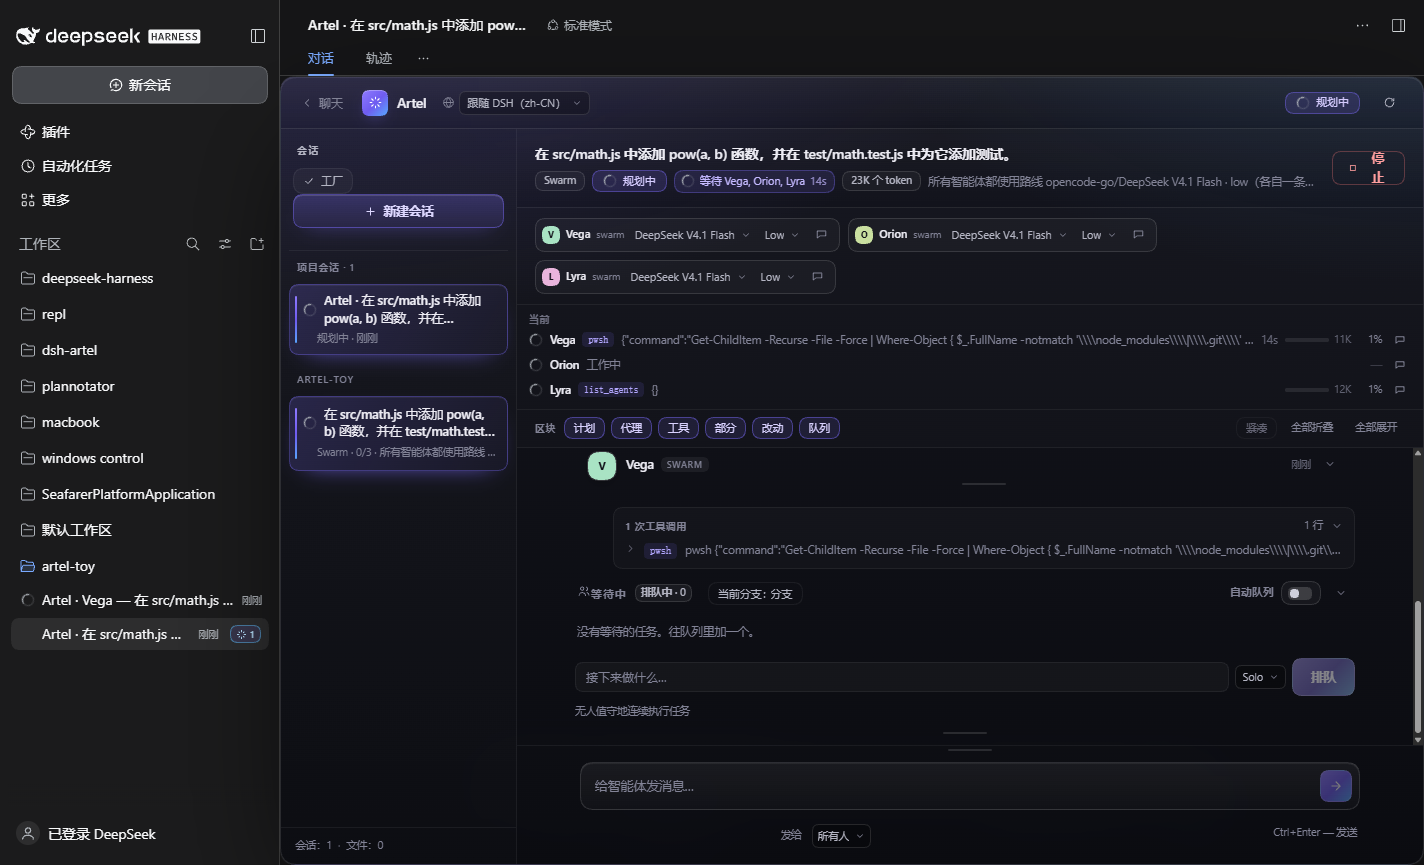 deepseek HARNESS
新会话
插件
自动化任务
更多
工作区
deepseek-harness
repl
dsh-artel
plannotator
macbook
windows control
SeafarerPlatformApplication
默认工作区
artel-toy
Artel · Vega — 在 src/math.js ... 刚刚
Artel · 在 src/math.js ... 刚刚 1
已登录 DeepSeek
Artel · 在 src/math.js 中添加 pow... 标准模式
对话 轨迹 ...
聊天 Artel 跟随 DSH（zh-CN） 规划中
会话
工厂
+ 新建会话
项目会话 · 1
Artel · 在 src/math.js 中添加
pow(a, b) 函数，并在...
规划中 · 刚刚
ARTEL-TOY
在 src/math.js 中添加 pow(a,
b) 函数，并在 test/math.test...
Swarm · 0/3 · 所有智能体都使用路线 ...
会话：1 · 文件：0
在 src/math.js 中添加 pow(a, b) 函数，并在 test/math.test.js 中为它添加测试。
Swarm 规划中 等待 Vega, Orion, Lyra 14s 23K 个 token 所有智能体都使用路线 opencode-go/DeepSeek V4.1 Flash · low（各自一条...
停
止
V Vega swarm DeepSeek V4.1 Flash Low
O Orion swarm DeepSeek V4.1 Flash Low
L Lyra swarm DeepSeek V4.1 Flash Low
当前
Vega pwsh {"command":"Get-ChildItem -Recurse -File -Force | Where-Object { $_.FullName -notmatch '\\\\node_modules\\\\|\\\\.git\\\\' ... 14s 11K 1%
Orion 工作中 —
Lyra list_agents {} 12K 1%
区块 计划 代理 工具 部分 改动 队列 紧凑 全部折叠 全部展开
V Vega SWARM 刚刚
1 次工具调用 1 行
pwsh pwsh {"command":"Get-ChildItem -Recurse -File -Force | Where-Object { $_.FullName -notmatch '\\\\node_modules\\\\|\\\\.git\\...
等待中 排队中 · 0 当前分支：分支 自动队列
没有等待的任务。往队列里加一个。
接下来做什么... Solo 排队
无人值守地连续执行任务
给智能体发消息...
发给 所有人 Ctrl+Enter — 发送